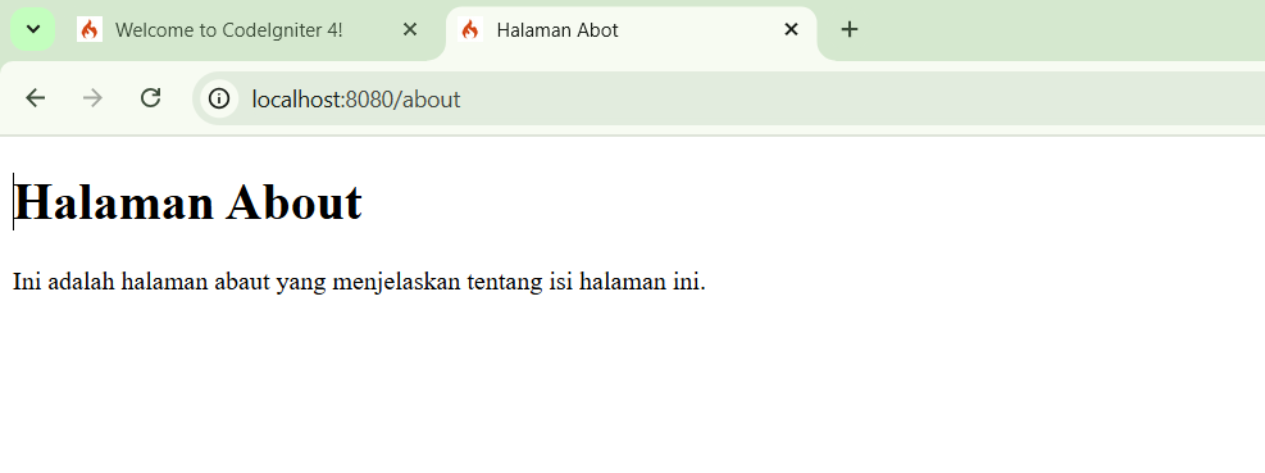 Welcome to CodeIgniter 4!
Halaman Abot
localhost:8080/about
Halaman About
Ini adalah halaman abaut yang menjelaskan tentang isi halaman ini.